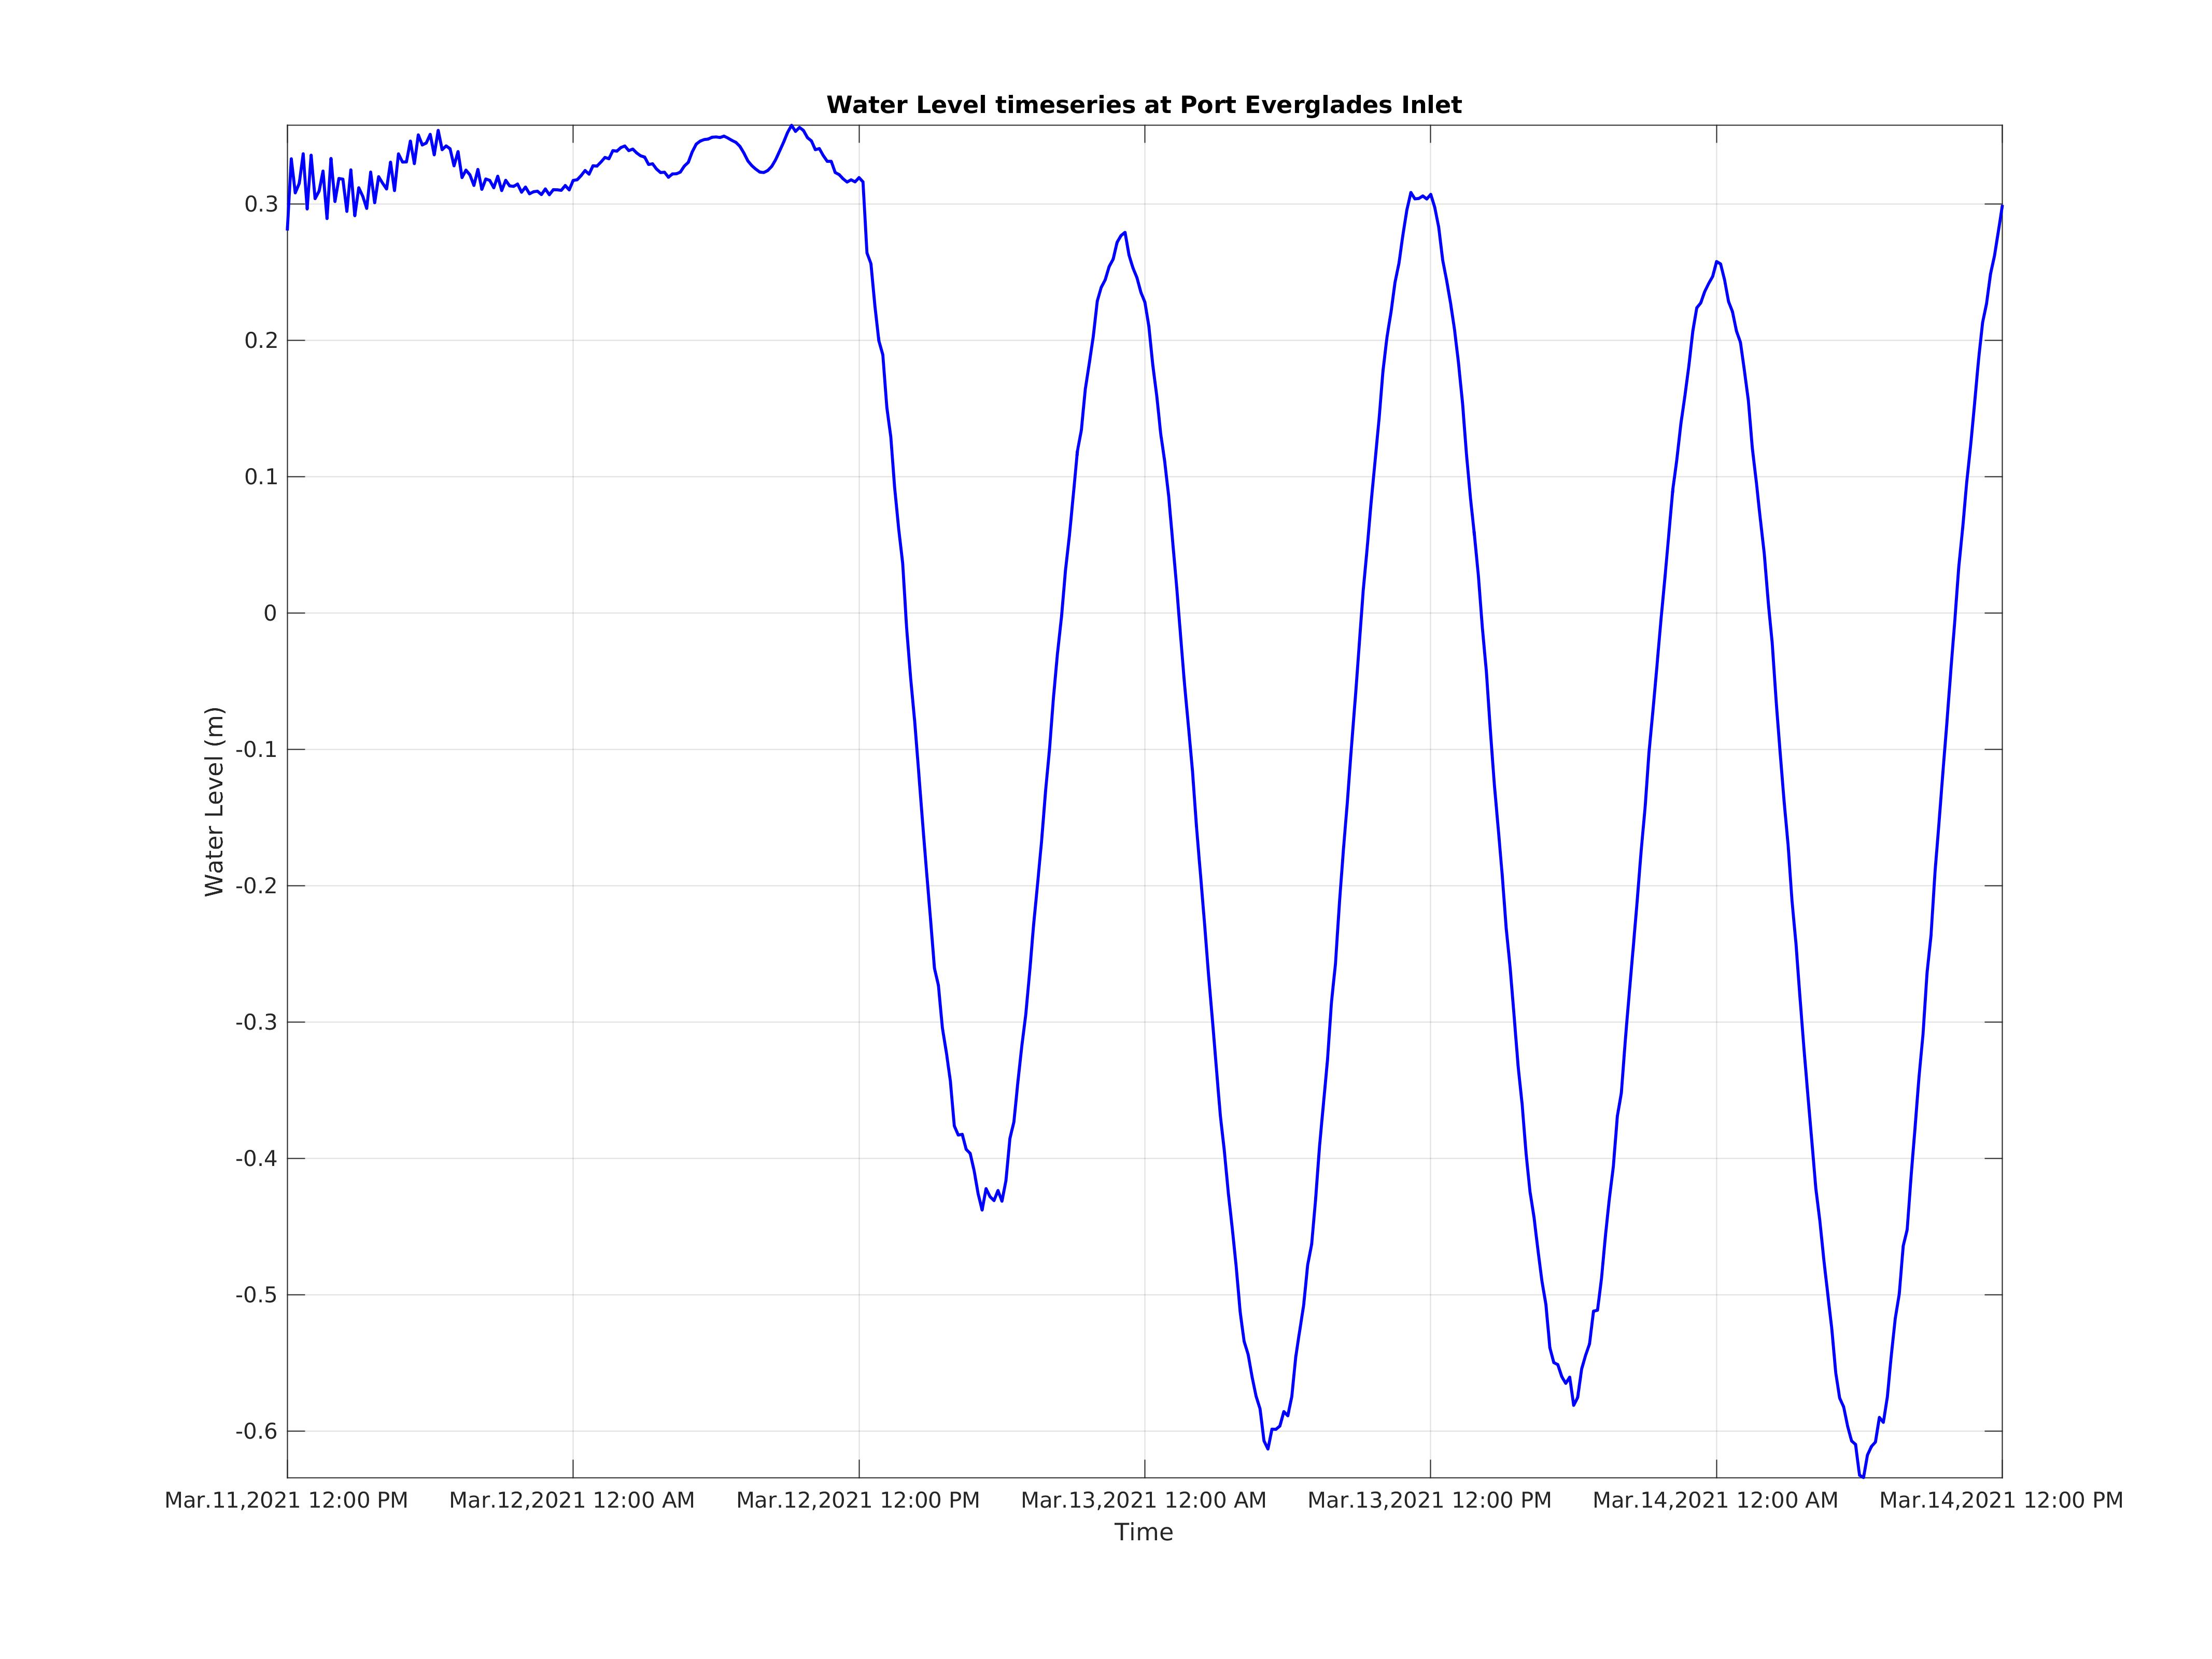 Water Level timeseries at Port Everglades Inlet
0.3
0.2
0.1
0
-0.1
-0.2
-0.3
-0.4
-0.5
-0.6
Water Level (m)
Mar.11,2021 12:00 PM
Mar.12,2021 12:00 AM
Mar.12,2021 12:00 PM
Mar.13,2021 12:00 AM
Mar.13,2021 12:00 PM
Mar.14,2021 12:00 AM
Mar.14,2021 12:00 PM
Time